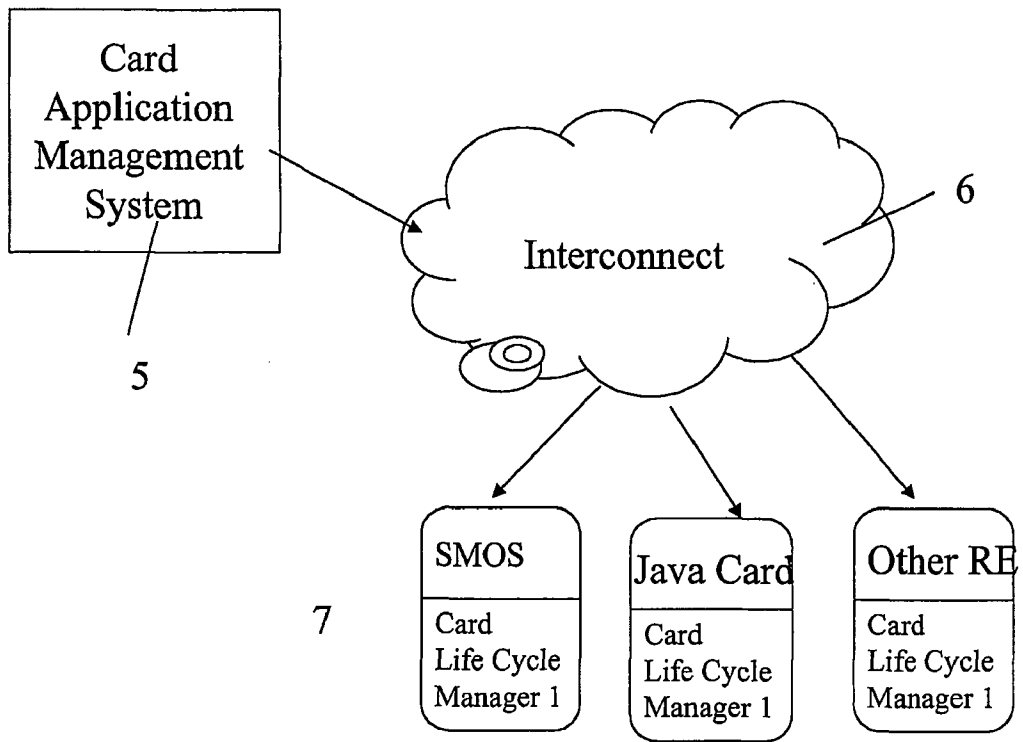 Card
Application
Management
System
5
Interconnect
6
7
SMOS
Card
Life Cycle
Manager 1
Java Card
Card
Life Cycle
Manager 1
Other RE
Card
Life Cycle
Manager 1